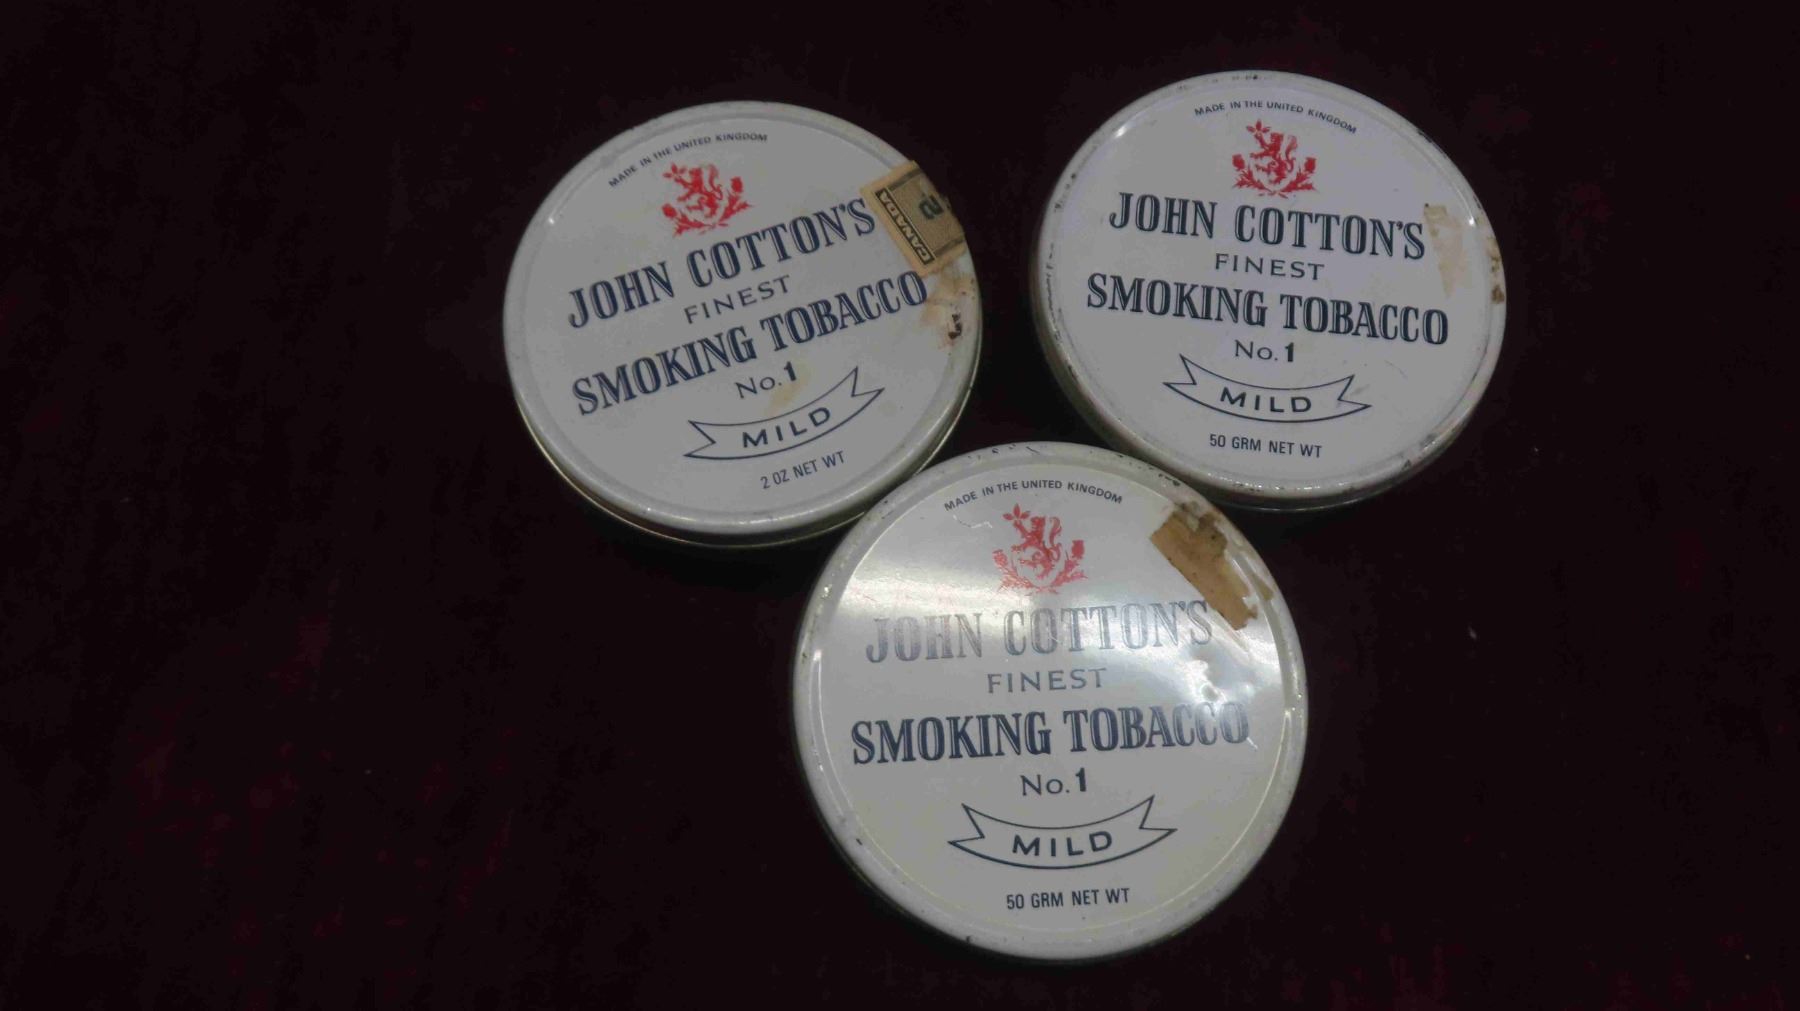 MADE IN THE UNITED KINGDOM
JOHN COTTON'S
FINEST
SMOKING TOBACCO
No. 1
MILD
2 OZ NET WT
CANADA
2
MADE IN THE UNITED KINGDOM
JOHN COTTON'S
FINEST
SMOKING TOBACCO
No. 1
MILD
50 GRM NET WT
MADE IN THE UNITED KINGDOM
JOHN COTTON'S
FINEST
SMOKING TOBACCO
No. 1
MILD
50 GRM NET WT